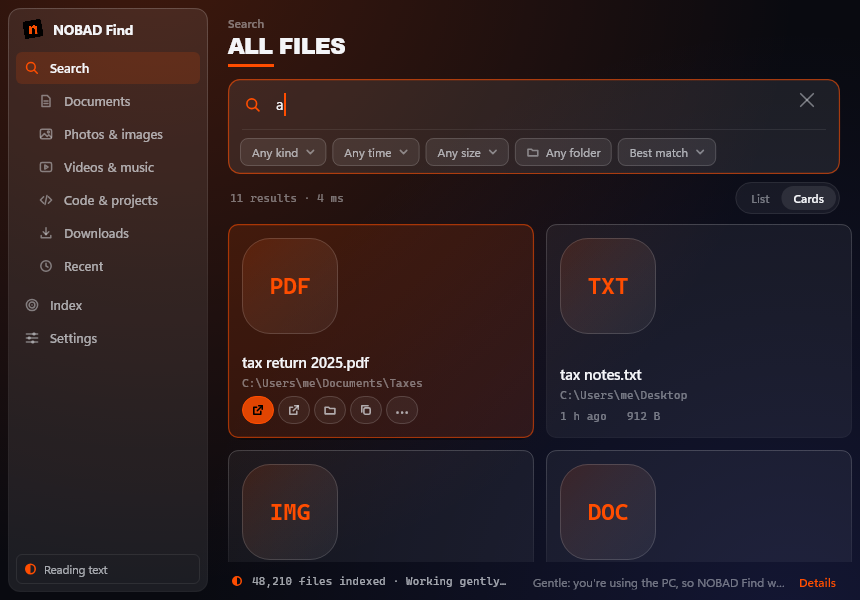 NOBAD Find
Search
Documents
Photos & images
Videos & music
Code & projects
Downloads
Recent
Index
Settings
Reading text
Search
ALL FILES
a
Any kind
Any time
Any size
Any folder
Best match
11 results · 4 ms
List
Cards
PDF
tax return 2025.pdf
C:\Users\me\Documents\Taxes
TXT
tax notes.txt
C:\Users\me\Desktop
1 h ago 912 B
IMG
DOC
48,210 files indexed · Working gently…
Gentle: you're using the PC, so NOBAD Find w…
Details